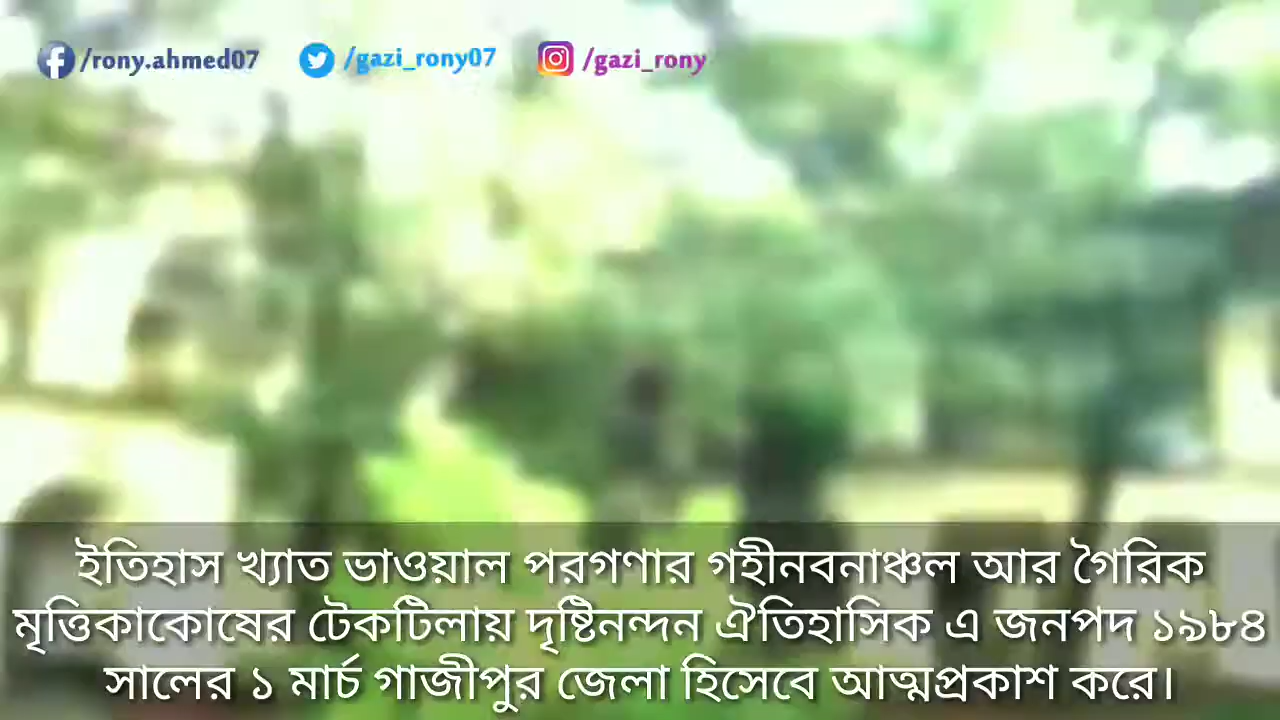 /rony.ahmed07 /gazi_rony07 /gazi_rony
ইতিহাস খ্যাত ভাওয়াল পরগণার গহীনবনাঞ্চল আর গৈরিক
মৃত্তিকাকোষের টেকটিলায় দৃষ্টিনন্দন ঐতিহাসিক এ জনপদ ১৯৮৪
সালের ১ মার্চ গাজীপুর জেলা হিসেবে আত্মপ্রকাশ করে।